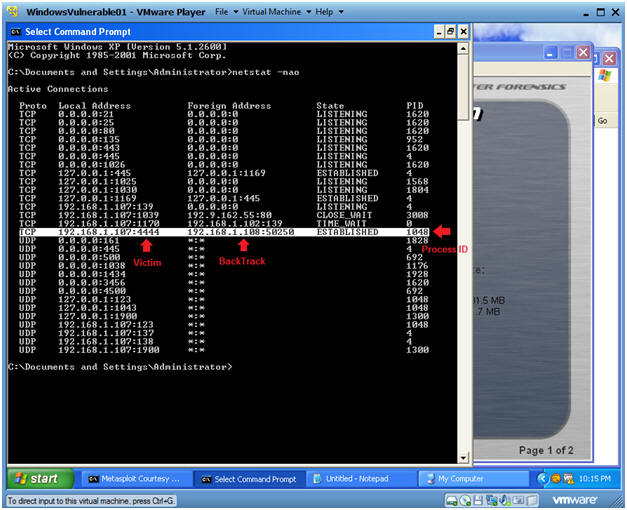 WindowsVulnerable01 - VMware Player File Virtual Machine Help
Select Command Prompt
Microsoft Windows XP [Version 5.1.2600]
(C) Copyright 1985-2001 Microsoft Corp.
C:\Documents and Settings\Administrator>netstat -nao
Active Connections
Proto Local Address Foreign Address State PID
TCP 0.0.0.0:21 0.0.0.0:0 LISTENING 1620
TCP 0.0.0.0:25 0.0.0.0:0 LISTENING 1620
TCP 0.0.0.0:80 0.0.0.0:0 LISTENING 1620
TCP 0.0.0.0:135 0.0.0.0:0 LISTENING 952
TCP 0.0.0.0:443 0.0.0.0:0 LISTENING 1620
TCP 0.0.0.0:445 0.0.0.0:0 LISTENING 4
TCP 0.0.0.0:1026 0.0.0.0:0 LISTENING 1620
TCP 127.0.0.1:445 127.0.0.1:1169 ESTABLISHED 4
TCP 127.0.0.1:1025 0.0.0.0:0 LISTENING 1568
TCP 127.0.0.1:1030 0.0.0.0:0 LISTENING 1804
TCP 127.0.0.1:1169 127.0.0.1:445 ESTABLISHED 4
TCP 192.168.1.107:139 0.0.0.0:0 LISTENING 4
TCP 192.168.1.107:1039 192.9.162.55:80 CLOSE_WAIT 3008
TCP 192.168.1.107:1170 192.168.1.102:139 TIME_WAIT 0
TCP 192.168.1.107:4444 192.168.1.108:50250 ESTABLISHED 1048
UDP 0.0.0.0:161 *:* 1828
UDP 0.0.0.0:445 *:* 4
UDP 0.0.0.0:500 *:* 692
UDP 0.0.0.0:1038 *:* 1176
UDP 0.0.0.0:1434 *:* 1928
UDP 0.0.0.0:3456 *:* 1620
UDP 0.0.0.0:4500 *:* 692
UDP 127.0.0.1:123 *:* 1048
UDP 127.0.0.1:1043 *:* 1048
UDP 127.0.0.1:1900 *:* 1300
UDP 192.168.1.107:123 *:* 1048
UDP 192.168.1.107:137 *:* 4
UDP 192.168.1.107:138 *:* 4
UDP 192.168.1.107:1900 *:* 1300
Victim
BackTrack
Process ID
C:\Documents and Settings\Administrator>
TER FORENSICS
Go
e:
31.5 MB
.7 MB
Page 1 of 2
start
Metasploit Courtesy ...
Select Command Prompt
Untitled - Notepad
My Computer
10:15 PM
To direct input to this virtual machine, press Ctrl+G.
vmware